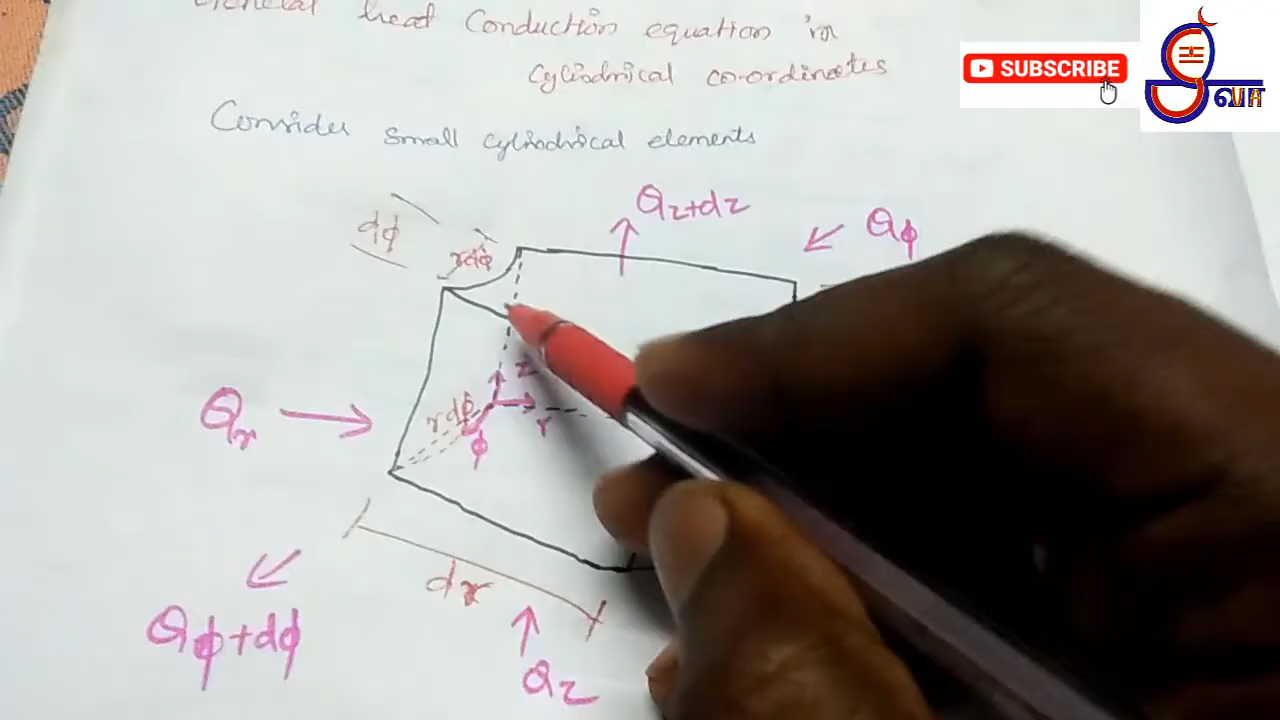 General heat Conduction equation in
Cylindrical co-ordinates
SUBSCRIBE
Consider small cylindrical elements
Qz+dz
Qϕ
dϕ
rdϕ
z
Qr
rdϕ
r
ϕ
dr
Qϕ+dϕ
Qz